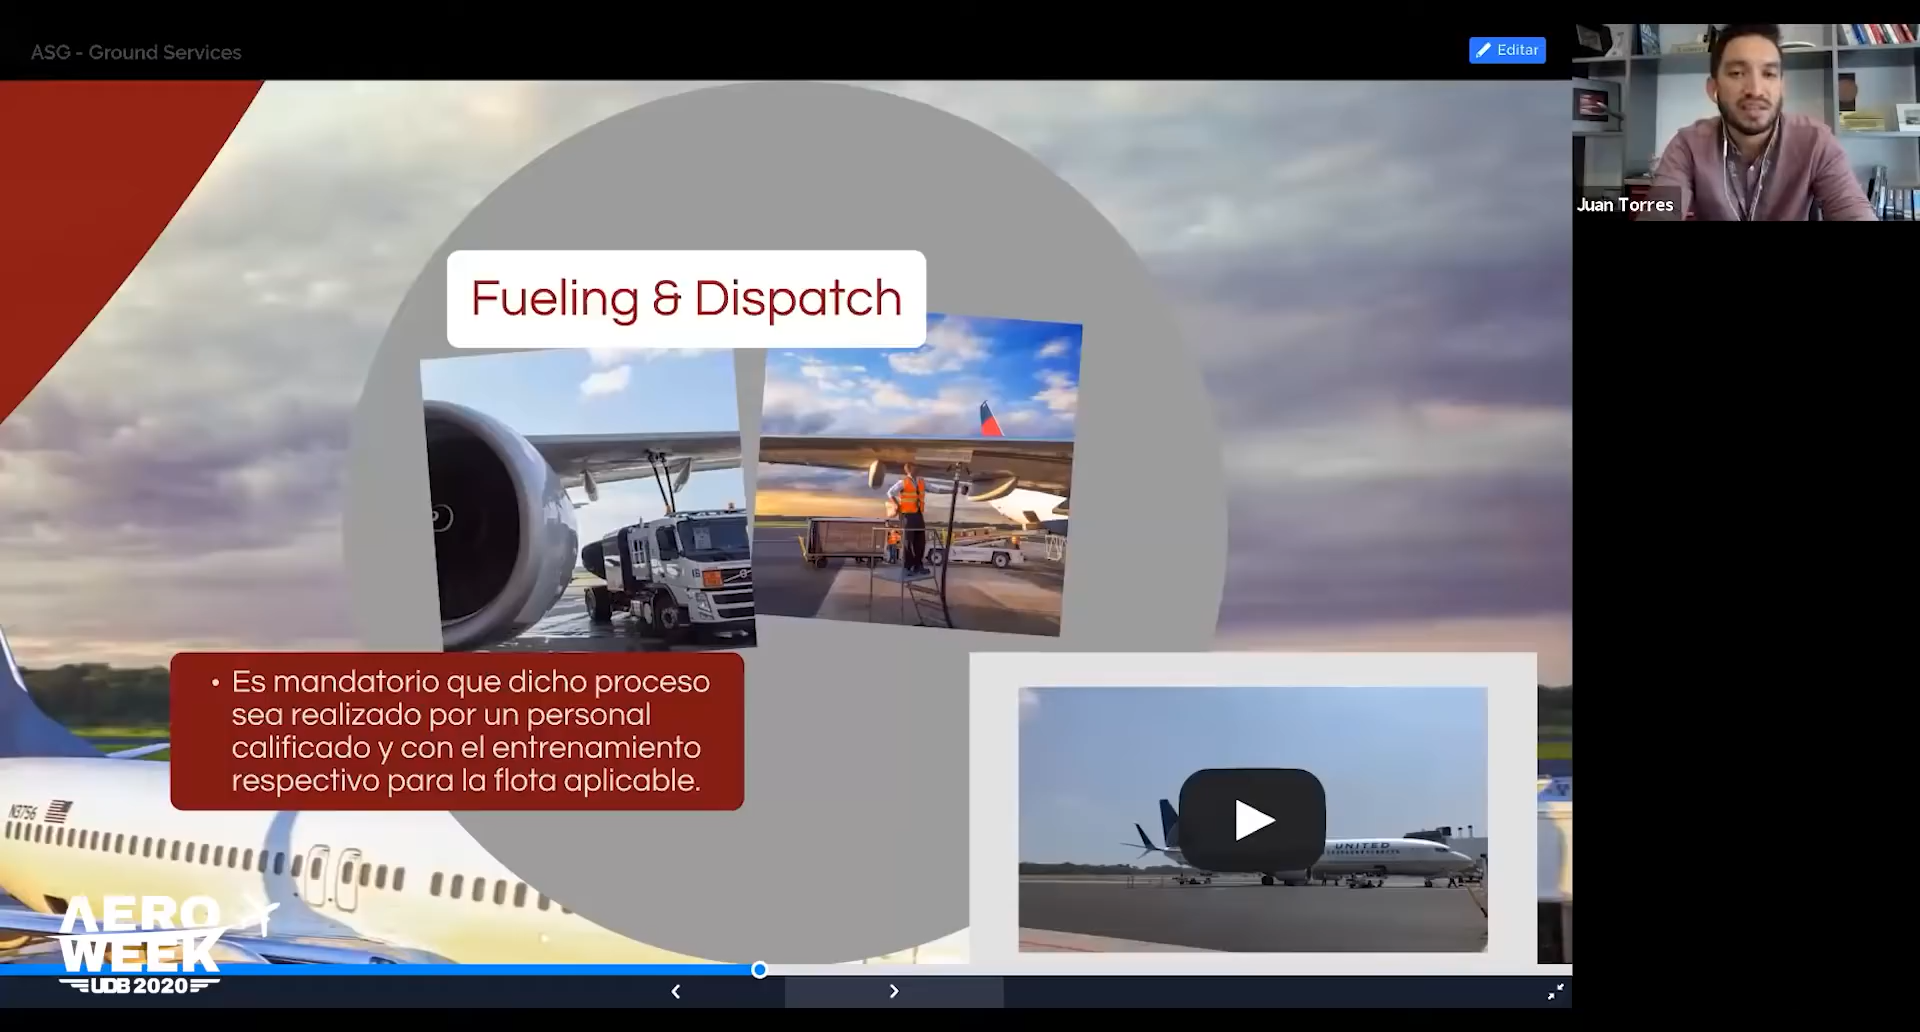 ASG - Ground Services
Editar
Juan Torres
Fueling & Dispatch
• Es mandatorio que dicho proceso
sea realizado por un personal
calificado y con el entrenamiento
respectivo para la flota aplicable.
N3756
UNITED
AERO
WEEK
UDB 2020